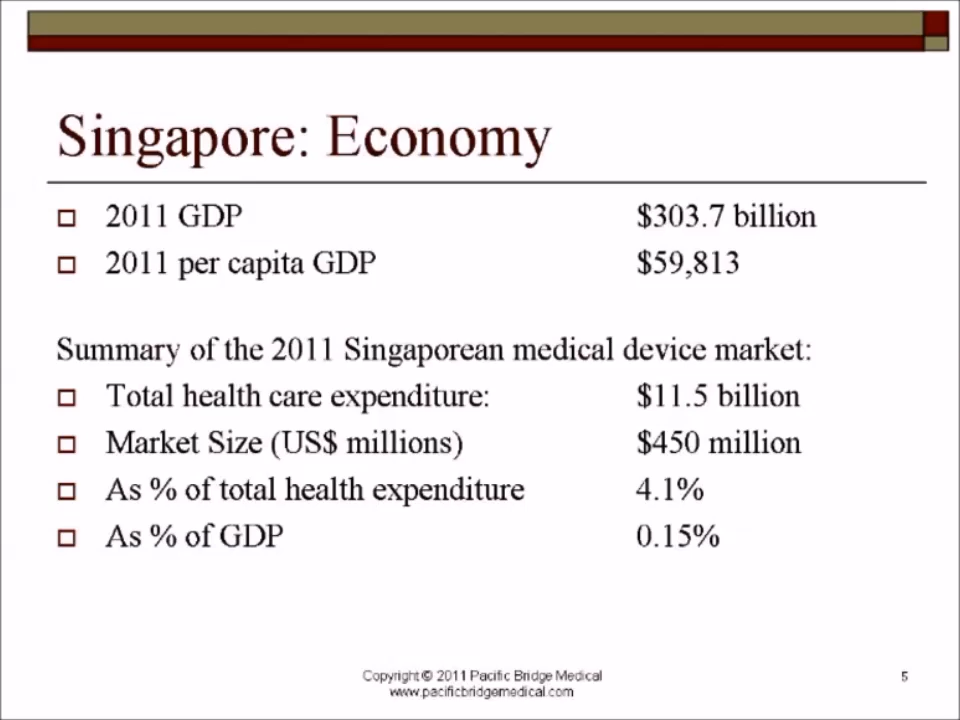 Singapore: Economy
2011 GDP $303.7 billion
2011 per capita GDP $59,813
Summary of the 2011 Singaporean medical device market:
Total health care expenditure: $11.5 billion
Market Size (US$ millions) $450 million
As % of total health expenditure 4.1%
As % of GDP 0.15%
Copyright © 2011 Pacific Bridge Medical
www.pacificbridgemedical.com
5